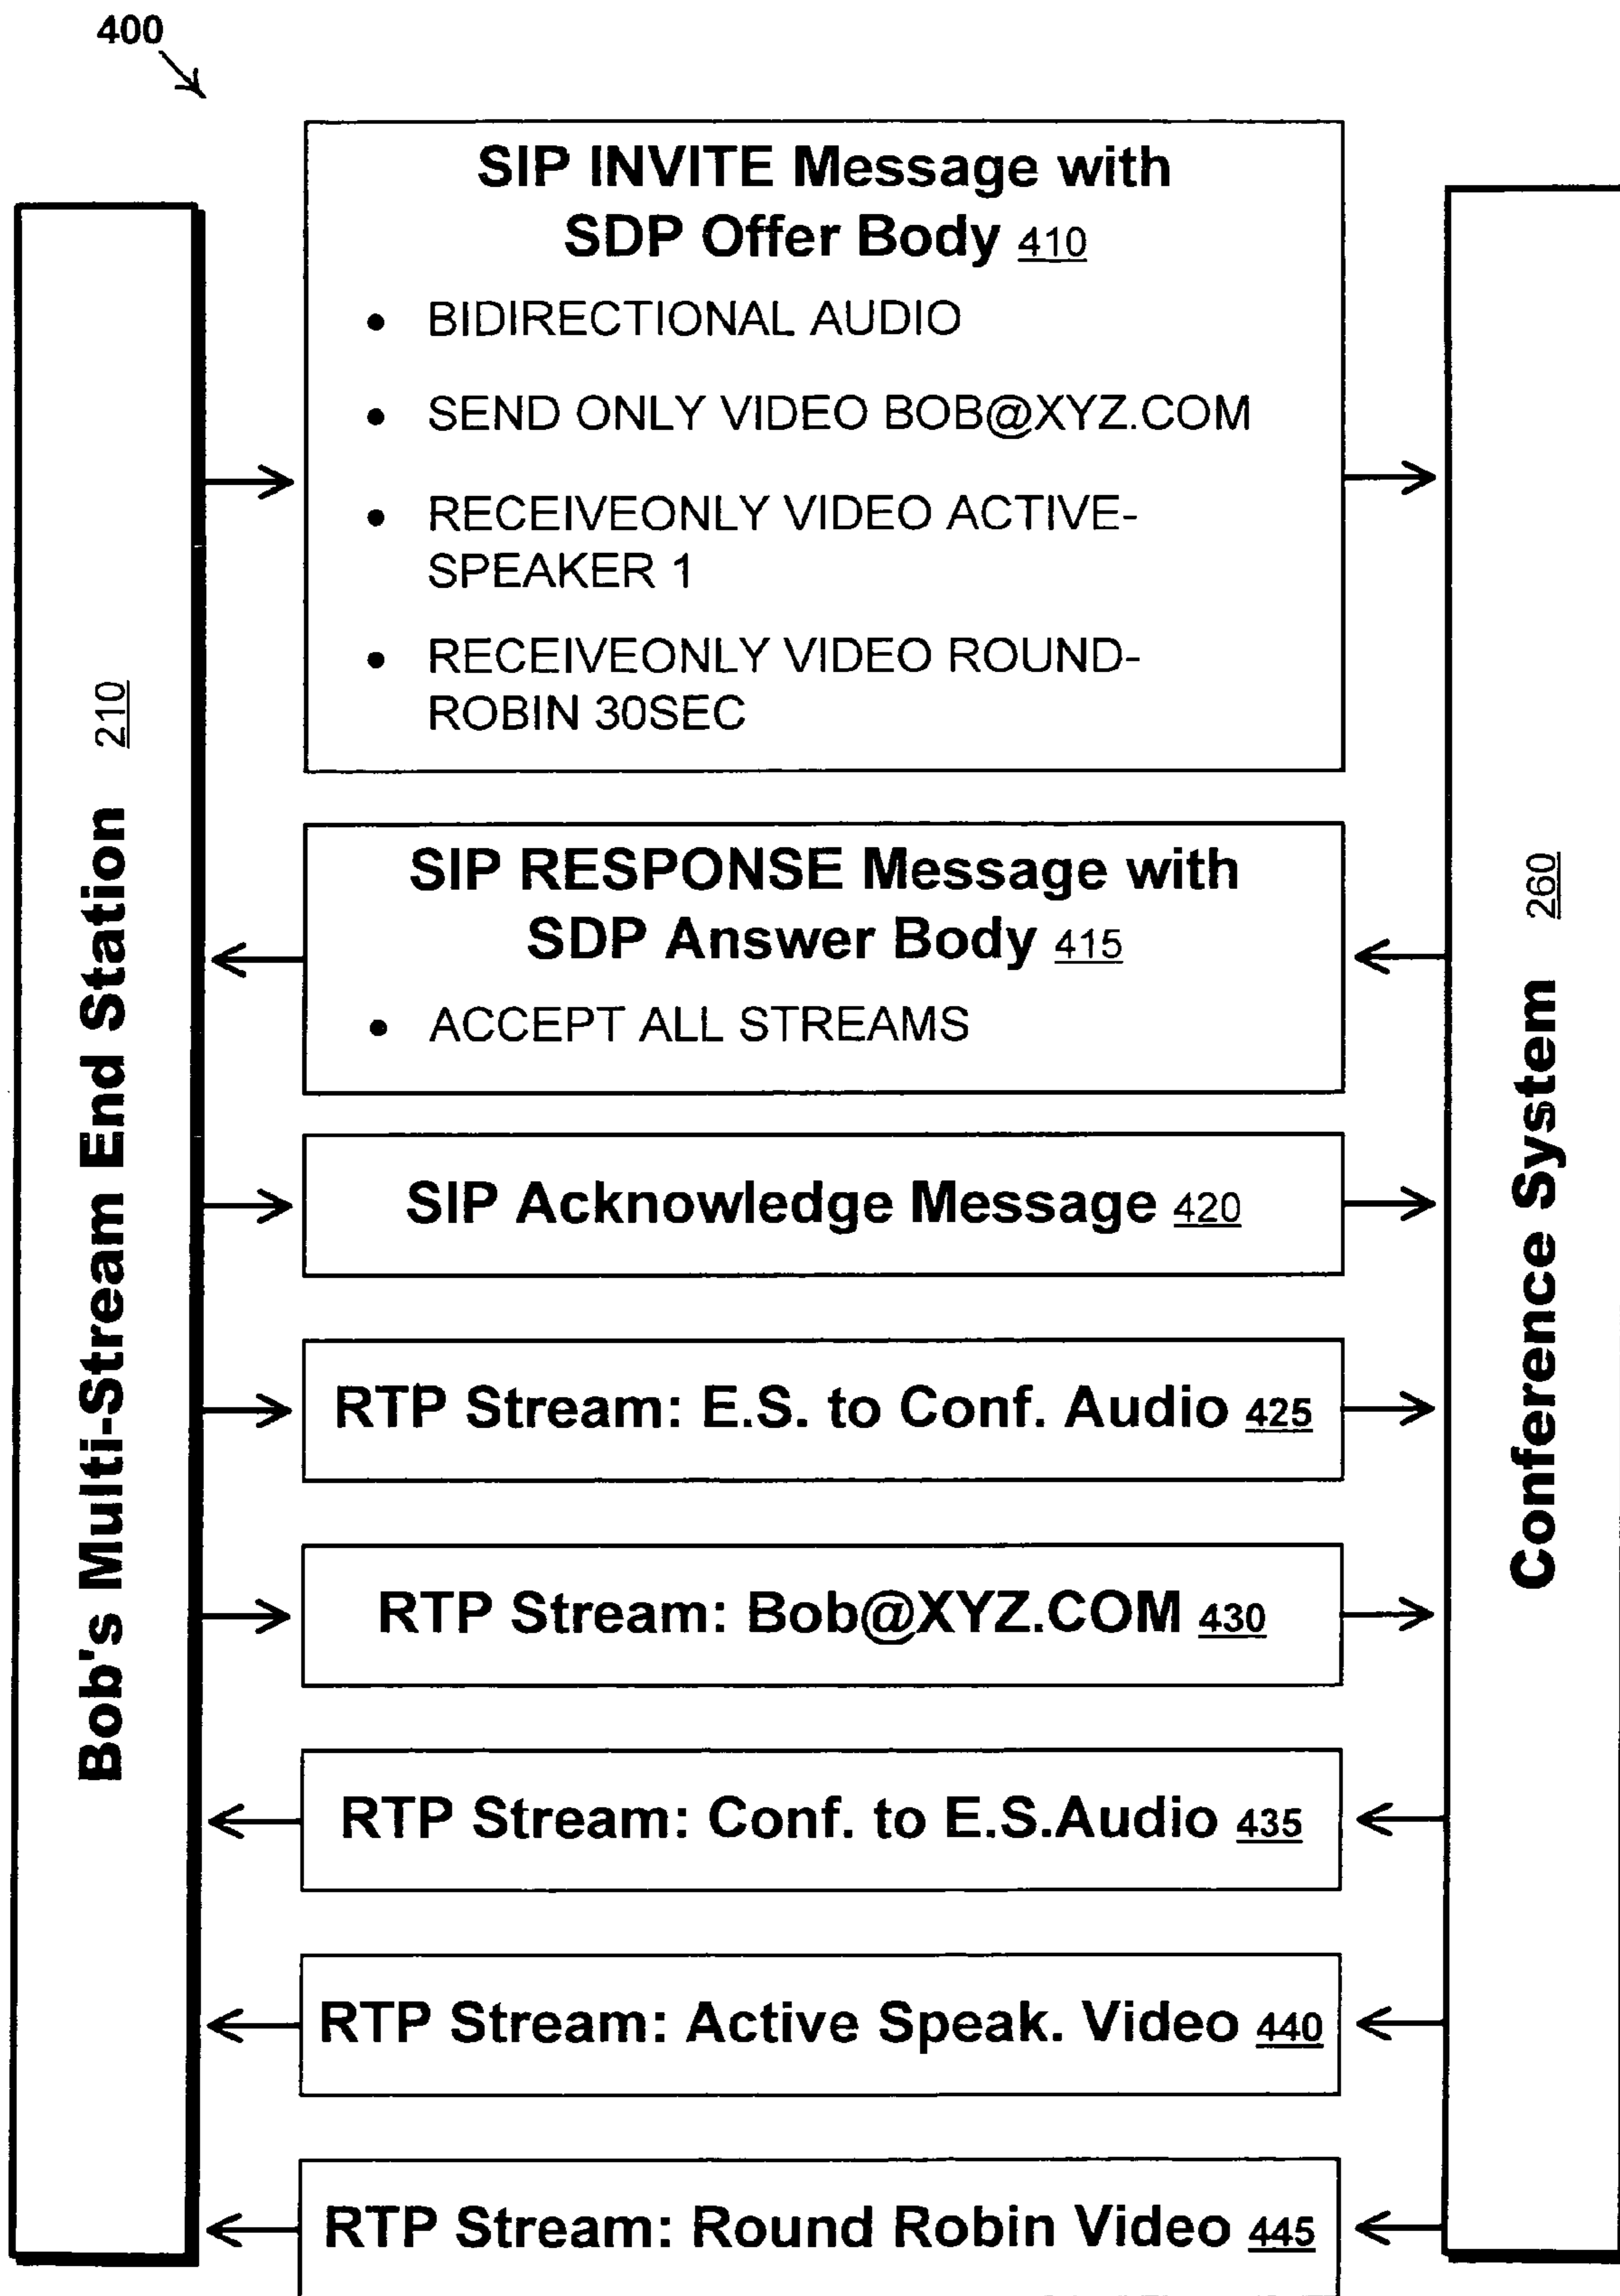 400
SIP INVITE Message with
SDP Offer Body 410
• BIDIRECTIONAL AUDIO
• SEND ONLY VIDEO BOB@XYZ.COM
• RECEIVEONLY VIDEO ACTIVE-
SPEAKER 1
• RECEIVEONLY VIDEO ROUND-
ROBIN 30SEC
Bob's Multi-Stream End Station 210
SIP RESPONSE Message with
SDP Answer Body 415
• ACCEPT ALL STREAMS
Conference System 260
SIP Acknowledge Message 420
RTP Stream: E.S. to Conf. Audio 425
RTP Stream: Bob@XYZ.COM 430
RTP Stream: Conf. to E.S.Audio 435
RTP Stream: Active Speak. Video 440
RTP Stream: Round Robin Video 445